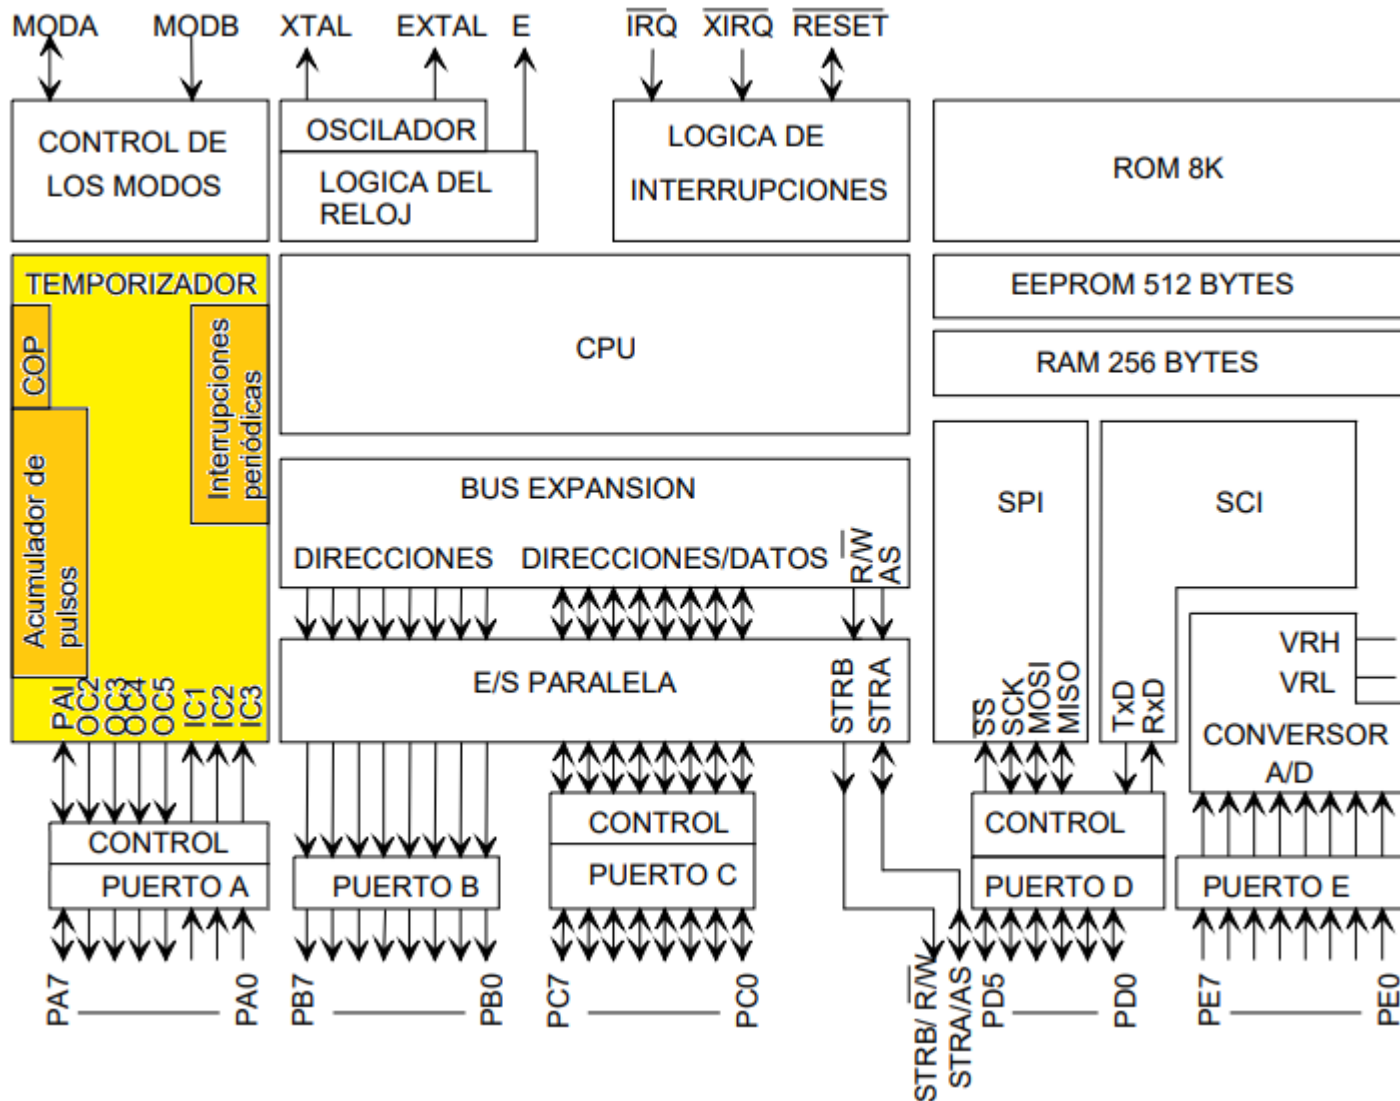 MODA
MODB
XTAL
EXTAL
E
IRQ
XIRQ
RESET
CONTROL DE
LOS MODOS
OSCILADOR
LOGICA DEL
RELOJ
LOGICA DE
INTERRUPCIONES
ROM 8K
TEMPORIZADOR
COP
Interrupciones
periódicas
Acumulador de
pulsos
PAI
OC2
OC3
OC4
OC5
IC1
IC2
IC3
CPU
EEPROM 512 BYTES
RAM 256 BYTES
BUS EXPANSION
DIRECCIONES
DIRECCIONES/DATOS
R/W
AS
E/S PARALELA
STRB
STRA
SPI
SS
SCK
MOSI
MISO
SCI
TxD
RxD
VRH
VRL
CONVERSOR
A/D
CONTROL
PUERTO A
PUERTO B
CONTROL
PUERTO C
CONTROL
PUERTO D
PUERTO E
PA7
PA0
PB7
PB0
PC7
PC0
STRB/ R/W
STRA/AS
PD5
PD0
PE7
PE0